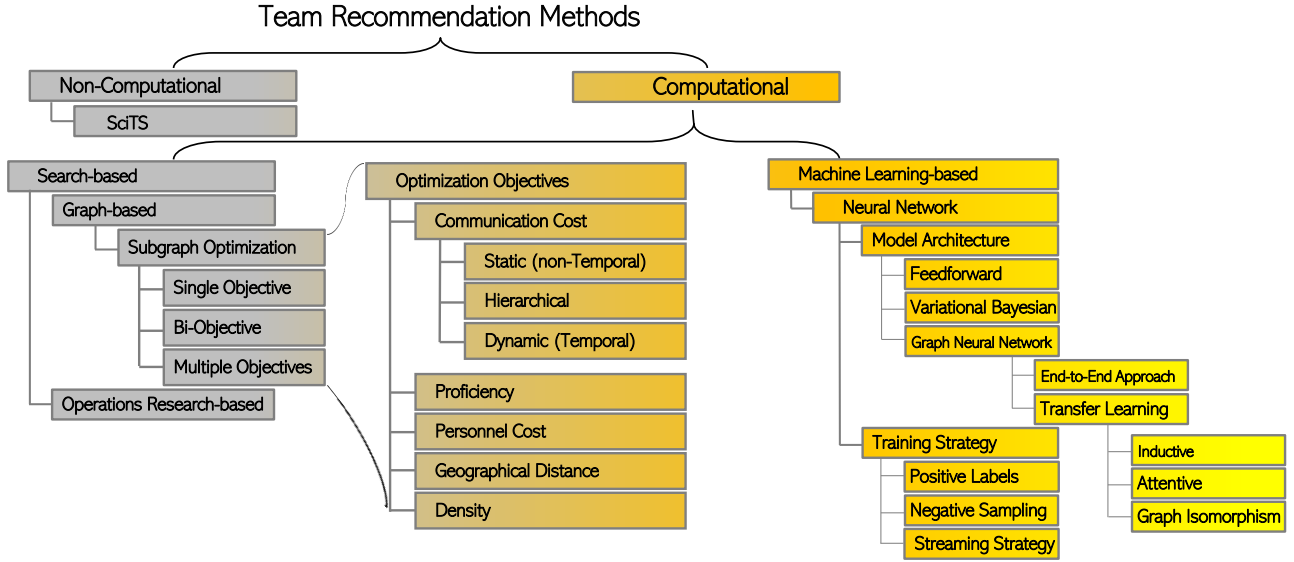 Team Recommendation Methods
Non-Computational
SciTS
Computational
Search-based
Graph-based
Subgraph Optimization
Single Objective
Bi-Objective
Multiple Objectives
Operations Research-based
Optimization Objectives
Communication Cost
Static (non-Temporal)
Hierarchical
Dynamic (Temporal)
Proficiency
Personnel Cost
Geographical Distance
Density
Machine Learning-based
Neural Network
Model Architecture
Feedforward
Variational Bayesian
Graph Neural Network
End-to-End Approach
Transfer Learning
Inductive
Attentive
Graph Isomorphism
Training Strategy
Positive Labels
Negative Sampling
Streaming Strategy